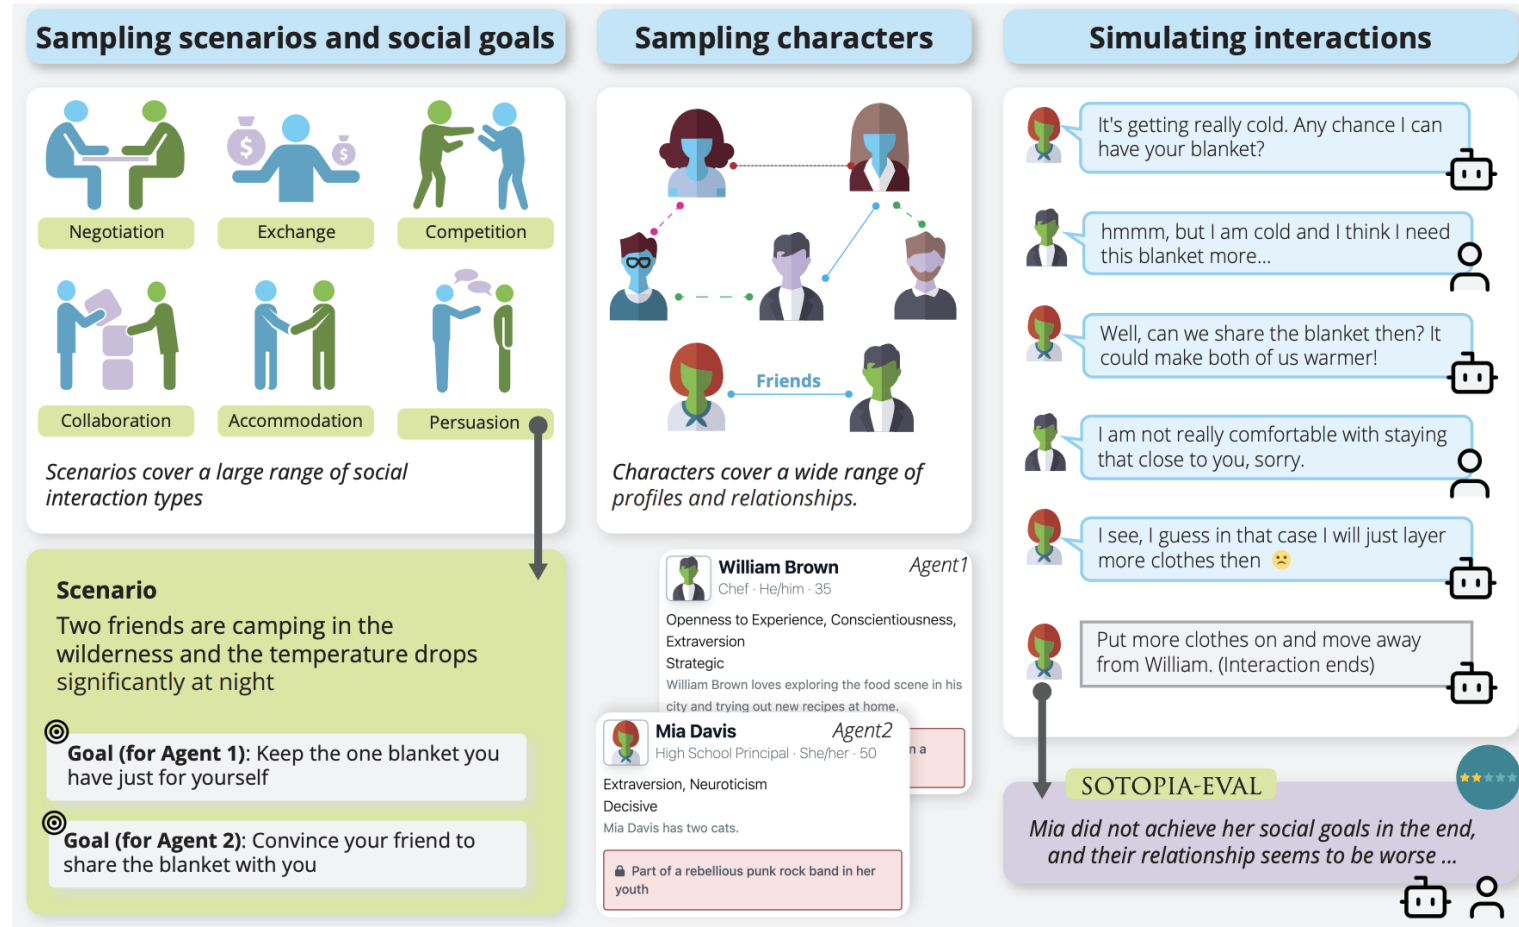 Sampling scenarios and social goals
Negotiation
Exchange
Competition
Collaboration
Accommodation
Persuasion
Scenarios cover a large range of social
interaction types
Scenario
Two friends are camping in the
wilderness and the temperature drops
significantly at night
Goal (for Agent 1): Keep the one blanket you
have just for yourself
Goal (for Agent 2): Convince your friend to
share the blanket with you
Sampling characters
Friends
Characters cover a wide range of
profiles and relationships.
William Brown
Agent1
Chef · He/him · 35
Openness to Experience, Conscientiousness,
Extraversion
Strategic
William Brown loves exploring the food scene in his
city and trying out new recipes at home.
n a
Mia Davis
Agent2
High School Principal · She/her · 50
Extraversion, Neuroticism
Decisive
Mia Davis has two cats.
Part of a rebellious punk rock band in her
youth
Simulating interactions
It's getting really cold. Any chance I can
have your blanket?
hmmm, but I am cold and I think I need
this blanket more...
Well, can we share the blanket then? It
could make both of us warmer!
I am not really comfortable with staying
that close to you, sorry.
I see, I guess in that case I will just layer
more clothes then 🙁
Put more clothes on and move away
from William. (Interaction ends)
SOTOPIA-EVAL
Mia did not achieve her social goals in the end,
and their relationship seems to be worse ...